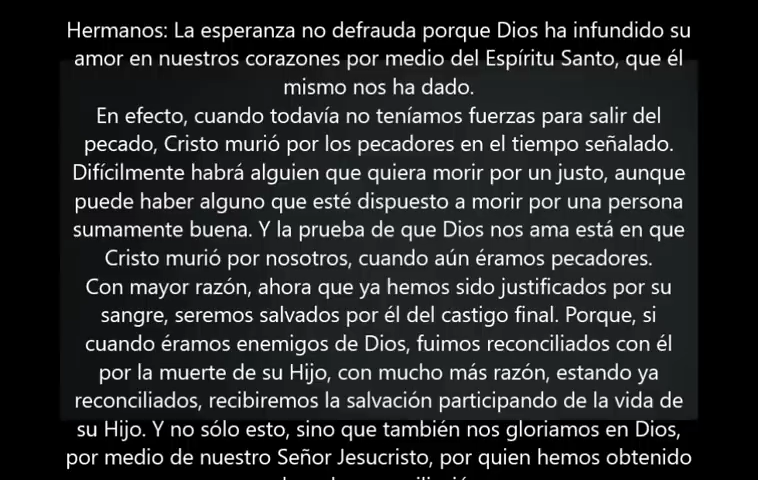 Hermanos: La esperanza no defrauda porque Dios ha infundido su
amor en nuestros corazones por medio del Espíritu Santo, que él
mismo nos ha dado.
En efecto, cuando todavía no teníamos fuerzas para salir del
pecado, Cristo murió por los pecadores en el tiempo señalado.
Difícilmente habrá alguien que quiera morir por un justo, aunque
puede haber alguno que esté dispuesto a morir por una persona
sumamente buena. Y la prueba de que Dios nos ama está en que
Cristo murió por nosotros, cuando aún éramos pecadores.
Con mayor razón, ahora que ya hemos sido justificados por su
sangre, seremos salvados por él del castigo final. Porque, si
cuando éramos enemigos de Dios, fuimos reconciliados con él
por la muerte de su Hijo, con mucho más razón, estando ya
reconciliados, recibiremos la salvación participando de la vida de
su Hijo. Y no sólo esto, sino que también nos gloriamos en Dios,
por medio de nuestro Señor Jesucristo, por quien hemos obtenido